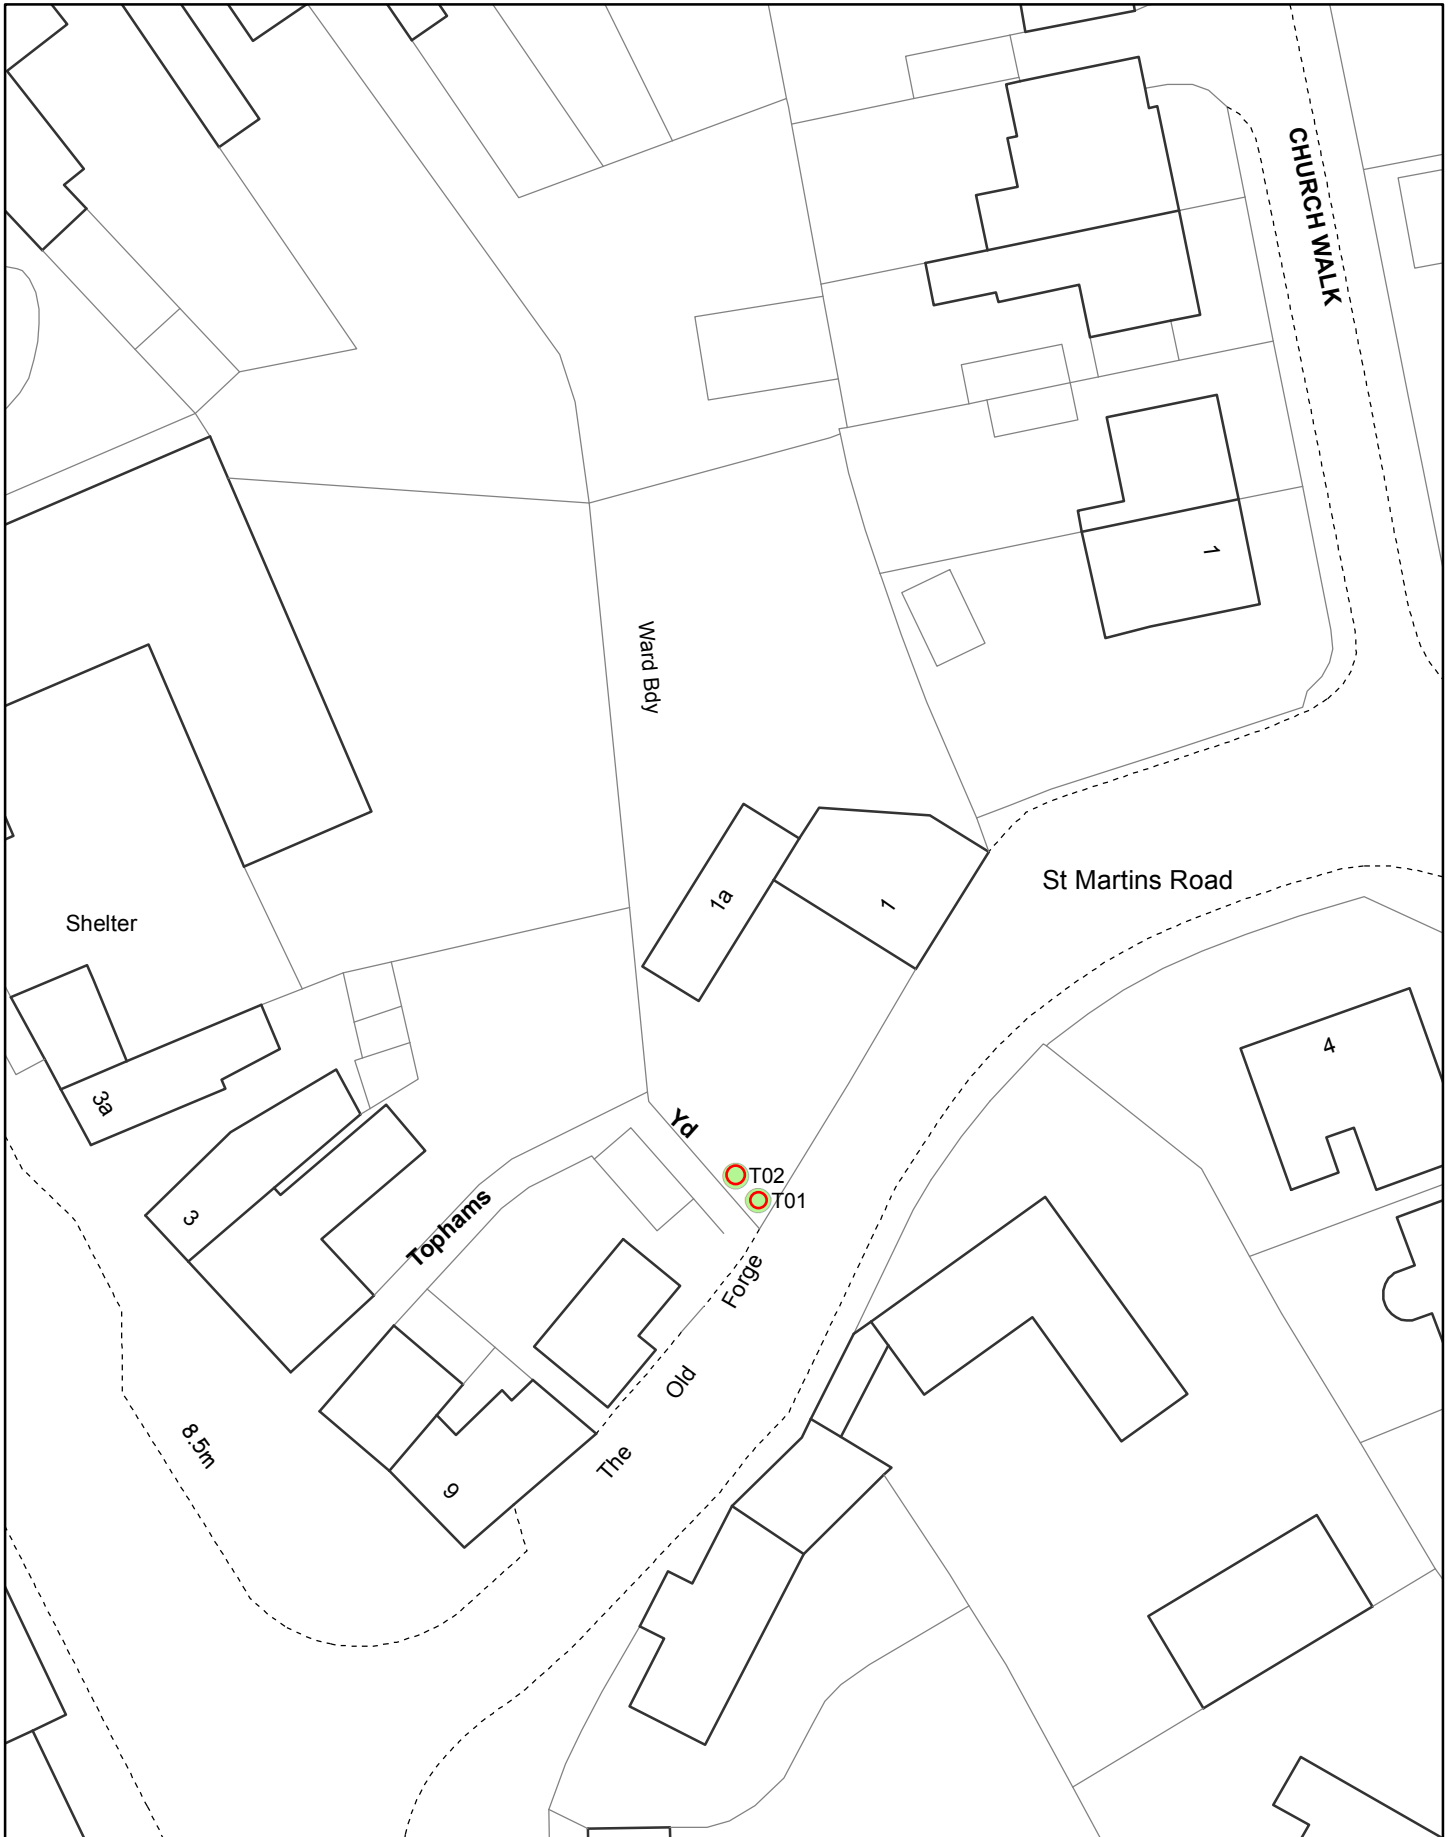 CHURCH WALK
1
Ward Bdy
St Martins Road
1a
1
Shelter
4
3a
Yd
T02
T01
3
Tophams
The Old Forge
8.5m
9